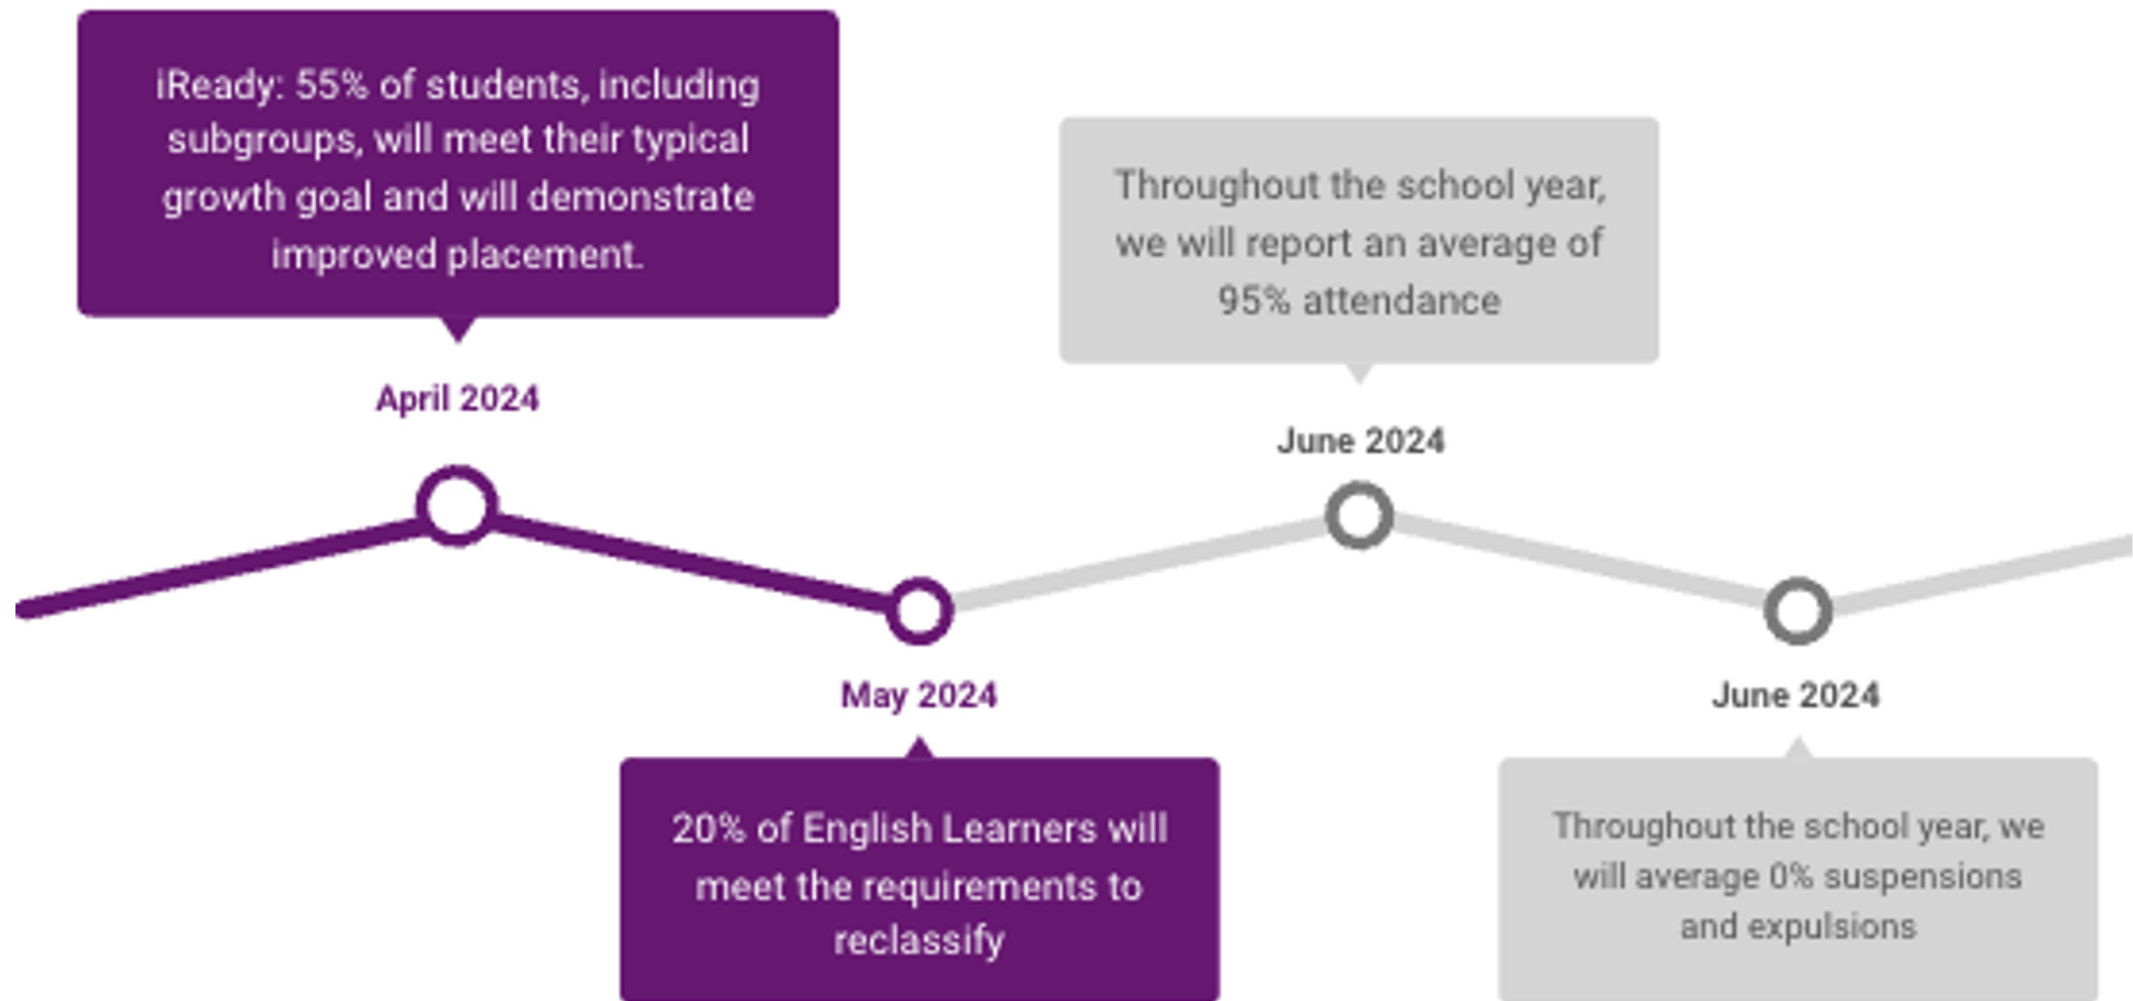 iReady: 55% of students, including
subgroups, will meet their typical
growth goal and will demonstrate
improved placement.
April 2024
Throughout the school year,
we will report an average of
95% attendance
June 2024
May 2024
20% of English Learners will
meet the requirements to
reclassify
June 2024
Throughout the school year, we
will average 0% suspensions
and expulsions